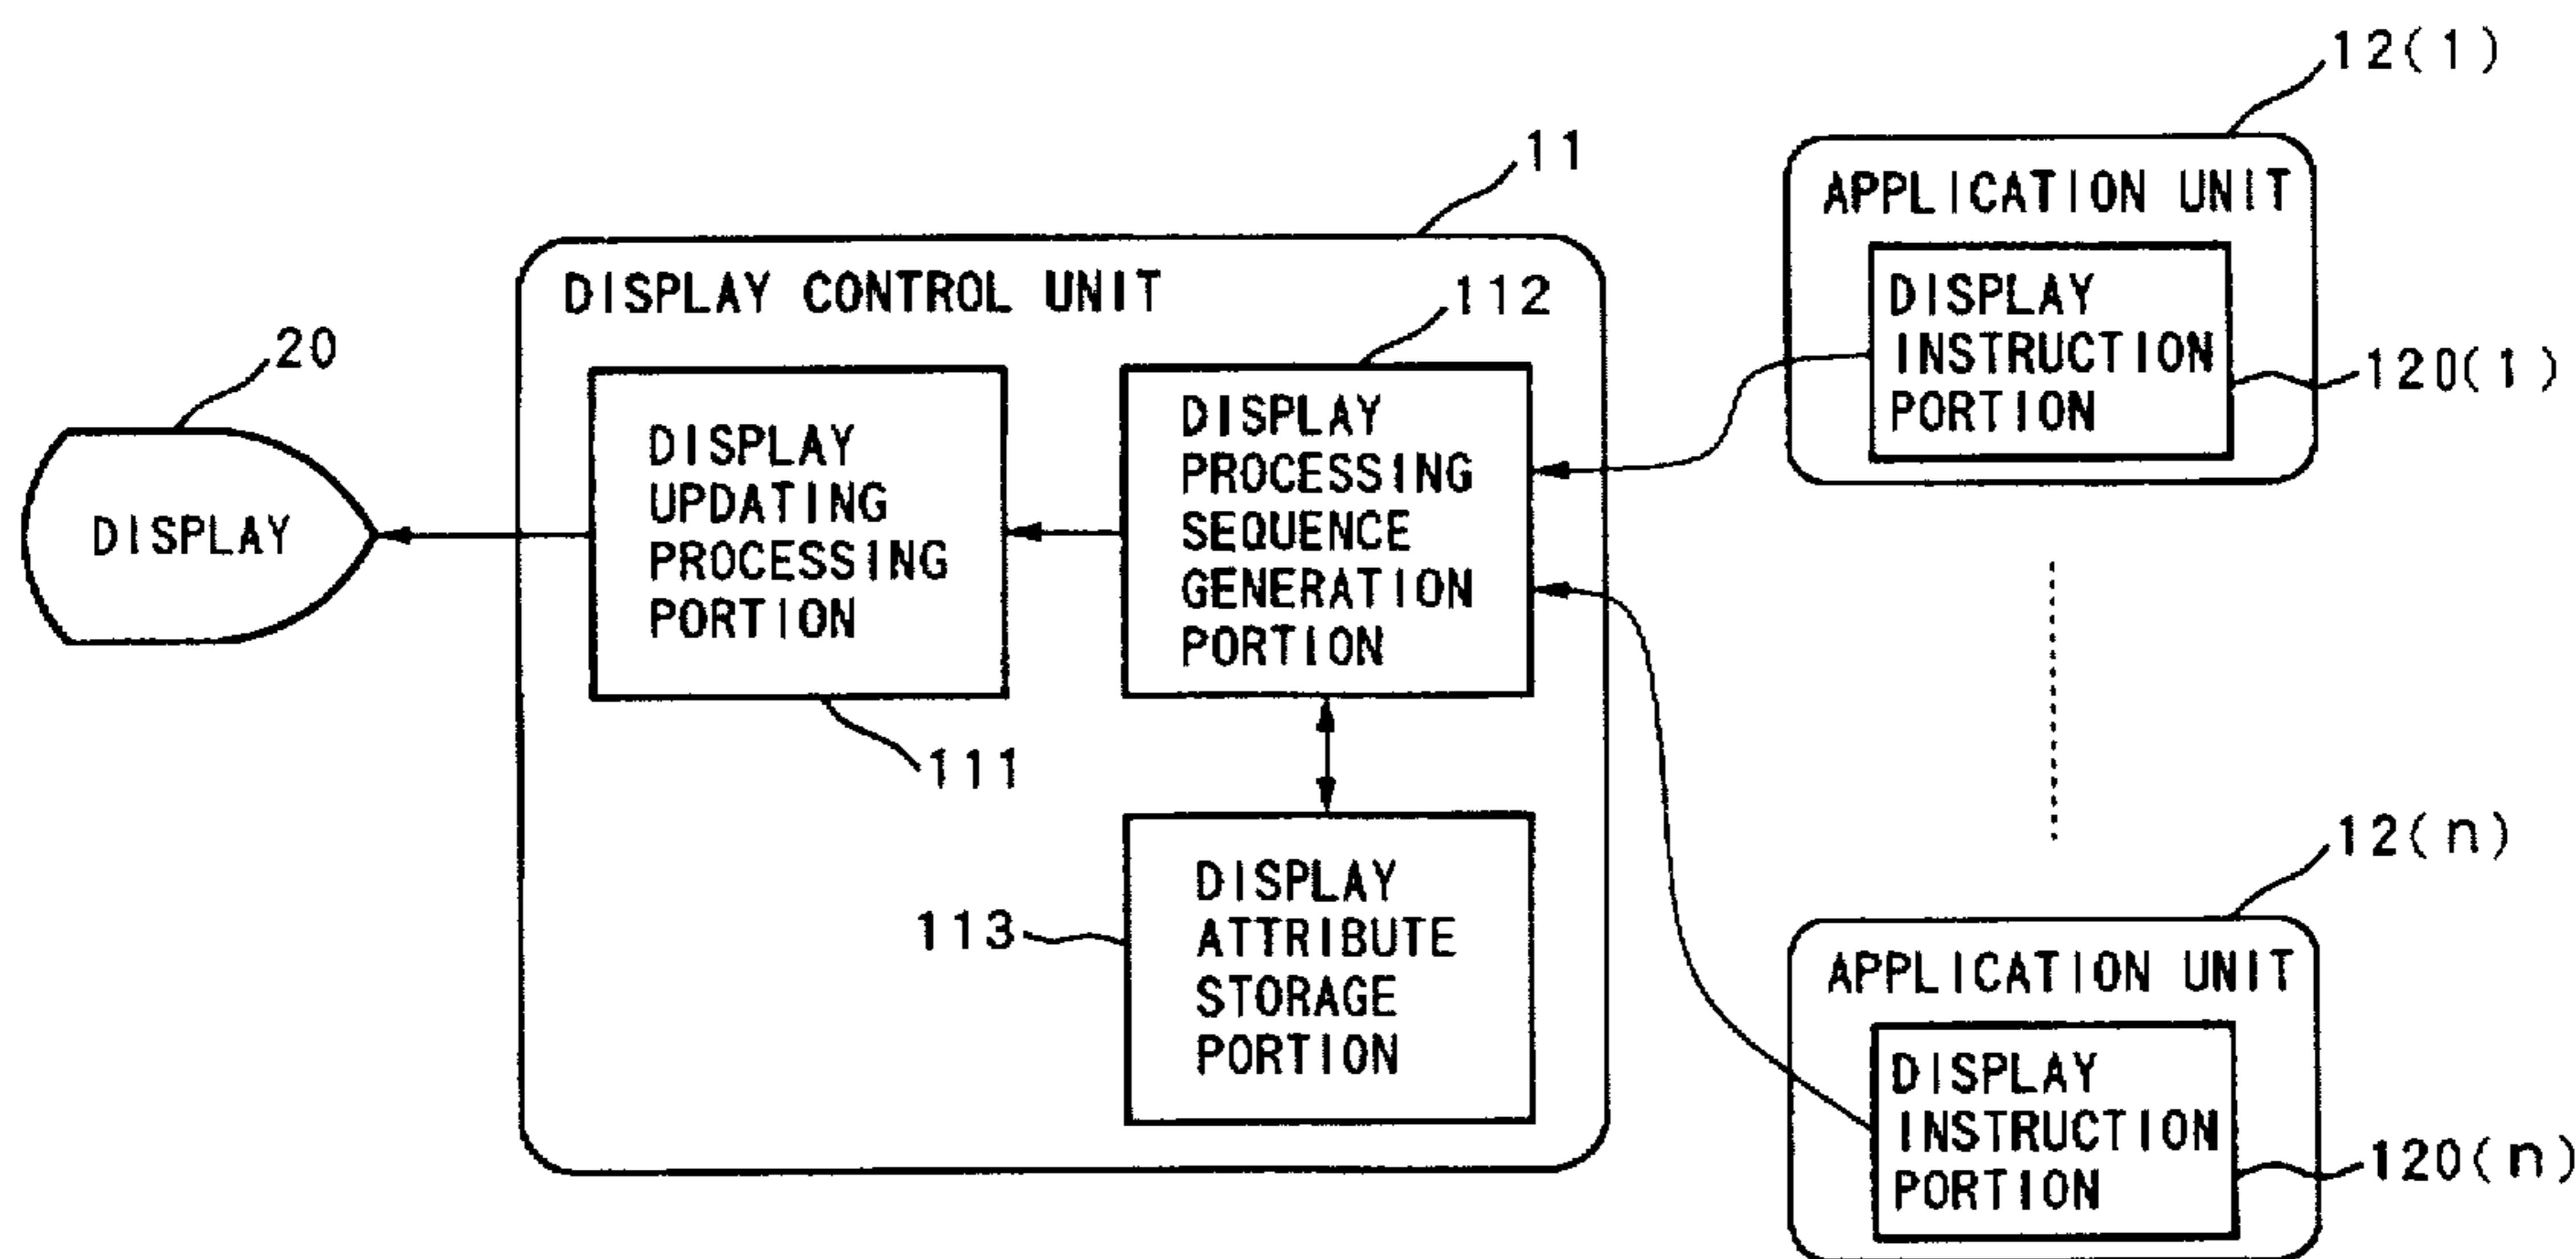 12(1)
APPLICATION UNIT
DISPLAY
INSTRUCTION
PORTION
120(1)
11
DISPLAY CONTROL UNIT
112
DISPLAY
PROCESSING
SEQUENCE
GENERATION
PORTION
20
DISPLAY
DISPLAY
UPDATING
PROCESSING
PORTION
111
113
DISPLAY
ATTRIBUTE
STORAGE
PORTION
12(n)
APPLICATION UNIT
DISPLAY
INSTRUCTION
PORTION
120(n)